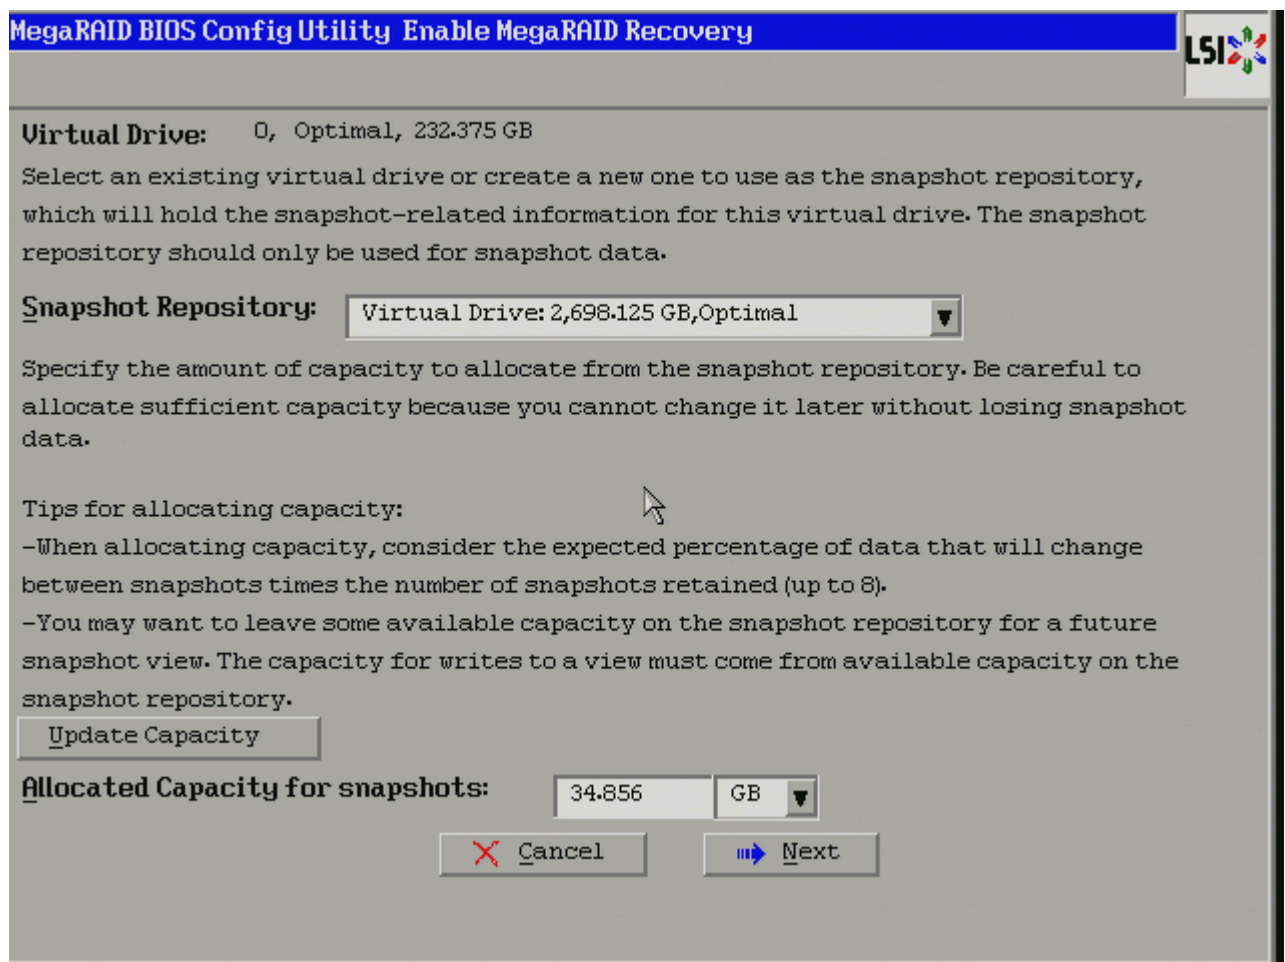 MegaRAID BIOS Config Utility Enable MegaRAID Recovery
LSI
Virtual Drive: 0, Optimal, 232.375 GB
Select an existing virtual drive or create a new one to use as the snapshot repository,
which will hold the snapshot-related information for this virtual drive. The snapshot
repository should only be used for snapshot data.
Snapshot Repository: Virtual Drive: 2,698.125 GB,Optimal
Specify the amount of capacity to allocate from the snapshot repository. Be careful to
allocate sufficient capacity because you cannot change it later without losing snapshot
data.
Tips for allocating capacity:
-When allocating capacity, consider the expected percentage of data that will change
between snapshots times the number of snapshots retained (up to 8).
-You may want to leave some available capacity on the snapshot repository for a future
snapshot view. The capacity for writes to a view must come from available capacity on the
snapshot repository.
Update Capacity
Allocated Capacity for snapshots: 34.856 GB
Cancel Next